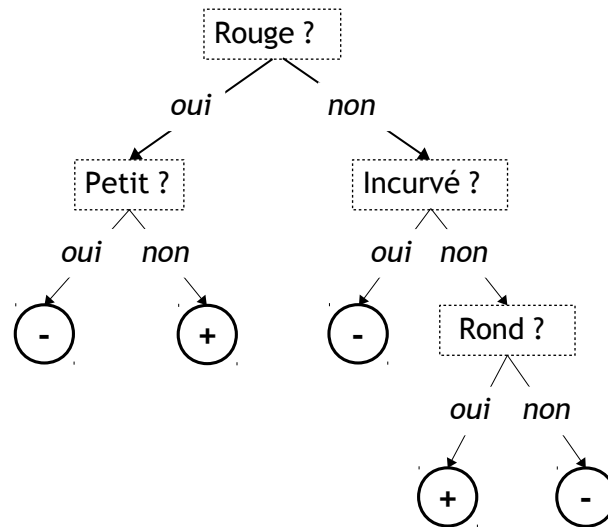 Rouge ?
oui non
Petit ? Incurvé ?
oui non oui non
- + - Rond ?
oui non
+ -